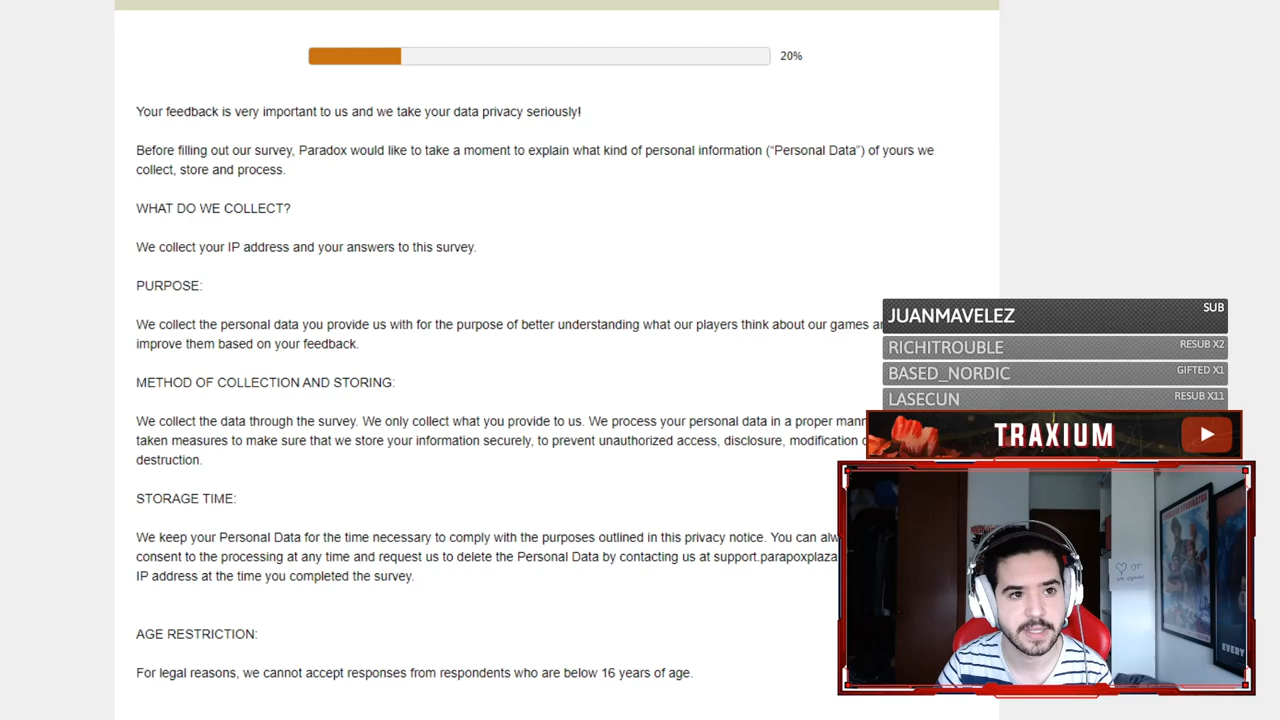 20%
Your feedback is very important to us and we take your data privacy seriously!
Before filling out our survey, Paradox would like to take a moment to explain what kind of personal information (“Personal Data”) of yours we
collect, store and process.
WHAT DO WE COLLECT?
We collect your IP address and your answers to this survey.
PURPOSE:
We collect the personal data you provide us with for the purpose of better understanding what our players think about our games
improve them based on your feedback.
METHOD OF COLLECTION AND STORING:
We collect the data through the survey. We only collect what you provide to us. We process your personal data in a proper
taken measures to make sure that we store your information securely, to prevent unauthorized access, disclosure, modification
destruction.
STORAGE TIME:
We keep your Personal Data for the time necessary to comply with the purposes outlined in this privacy notice. You can
consent to the processing at any time and request us to delete the Personal Data by contacting us at support.parapoxplaza
IP address at the time you completed the survey.
AGE RESTRICTION:
For legal reasons, we cannot accept responses from respondents who are below 16 years of age.
JUANMAVELEZ SUB
RICHITROUBLE RESUB X2
BASED_NORDIC GIFTED X1
LASECUN RESUB X11
TRAXIUM
EVERY